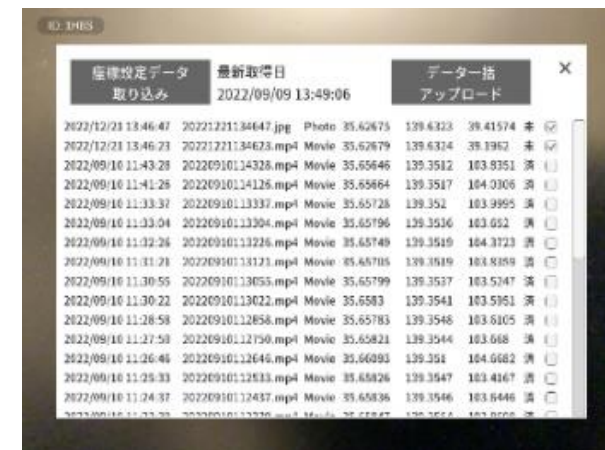 座標設定データ
取り込み
最新取得日
2022/09/09 13:49:06
データ一括
アップロード
×
2022/12/21 13:46:47 20221221134647.jpg Photo 35.62675 139.6323 39.41574 未
2022/12/21 13:46:23 20221221134623.mp4 Movie 35.62679 139.6324 39.1962 未
2022/09/10 11:43:28 20220910114328.mp4 Movie 35.65646 139.3512 103.8351 済
2022/09/10 11:41:26 20220910114126.mp4 Movie 35.65664 139.3517 104.0306 済
2022/09/10 11:33:37 20220910113337.mp4 Movie 35.65728 139.352 103.9995 済
2022/09/10 11:33:04 20220910113304.mp4 Movie 35.65796 139.3536 103.652 済
2022/09/10 11:32:26 20220910113226.mp4 Movie 35.65749 139.3519 104.3723 済
2022/09/10 11:31:21 20220910113121.mp4 Movie 35.65705 139.3519 103.8359 済
2022/09/10 11:30:55 20220910113055.mp4 Movie 35.65799 139.3537 103.5247 済
2022/09/10 11:30:22 20220910113022.mp4 Movie 35.6583 139.3541 103.5951 済
2022/09/10 11:28:58 20220910112858.mp4 Movie 35.65783 139.3548 103.6105 済
2022/09/10 11:27:50 20220910112750.mp4 Movie 35.65821 139.3544 103.668 済
2022/09/10 11:26:46 20220910112646.mp4 Movie 35.66093 139.351 104.6682 済
2022/09/10 11:25:33 20220910112533.mp4 Movie 35.65826 139.3547 103.4167 済
2022/09/10 11:24:37 20220910112437.mp4 Movie 35.65836 139.3546 103.6446 済